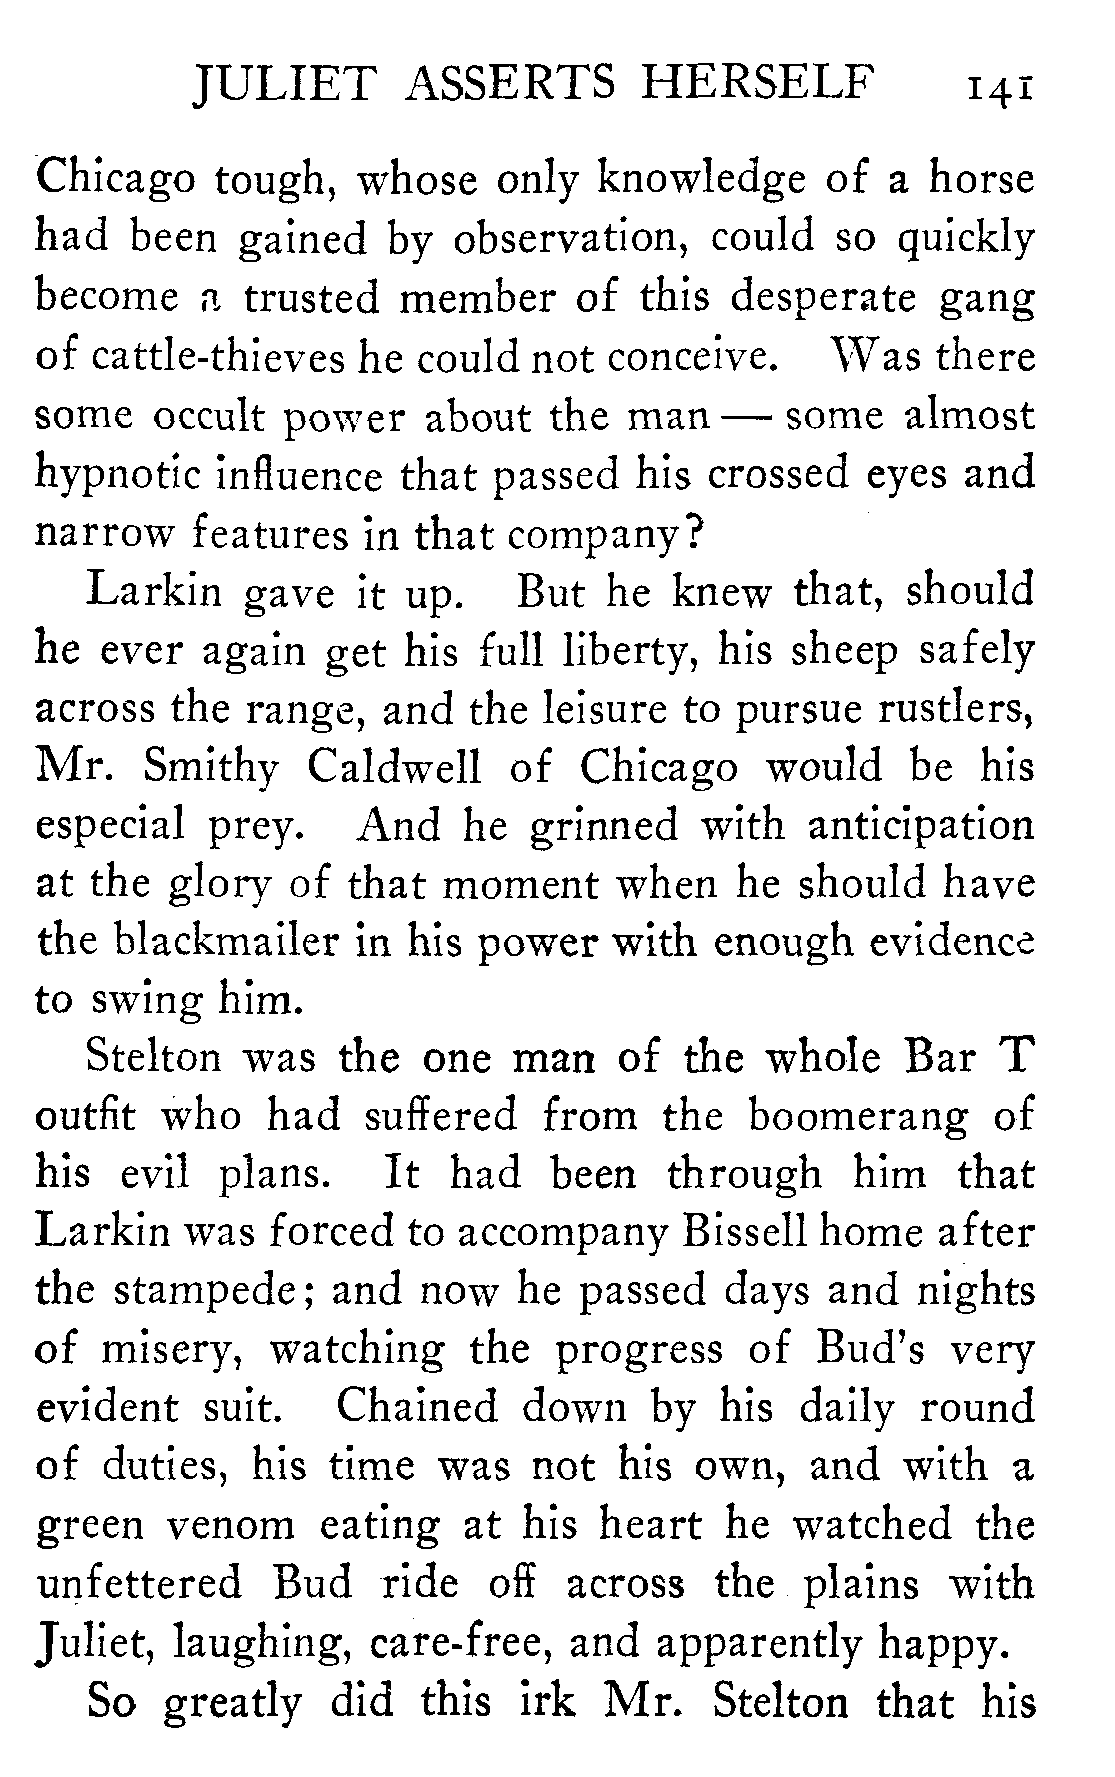 JULIET ASSERTS HERSELF 141
Chicago tough, whose only knowledge of a horse
had been gained by observation, could so quickly
become a trusted member of this desperate gang
of cattle-thieves he could not conceive. Was there
some occult power about the man — some almost
hypnotic influence that passed his crossed eyes and
narrow features in that company?
Larkin gave it up. But he knew that, should
he ever again get his full liberty, his sheep safely
across the range, and the leisure to pursue rustlers,
Mr. Smithy Caldwell of Chicago would be his
especial prey. And he grinned with anticipation
at the glory of that moment when he should have
the blackmailer in his power with enough evidence
to swing him.
Stelton was the one man of the whole Bar T
outfit who had suffered from the boomerang of
his evil plans. It had been through him that
Larkin was forced to accompany Bissell home after
the stampede; and now he passed days and nights
of misery, watching the progress of Bud's very
evident suit. Chained down by his daily round
of duties, his time was not his own, and with a
green venom eating at his heart he watched the
unfettered Bud ride off across the plains with
Juliet, laughing, care-free, and apparently happy.
So greatly did this irk Mr. Stelton that his